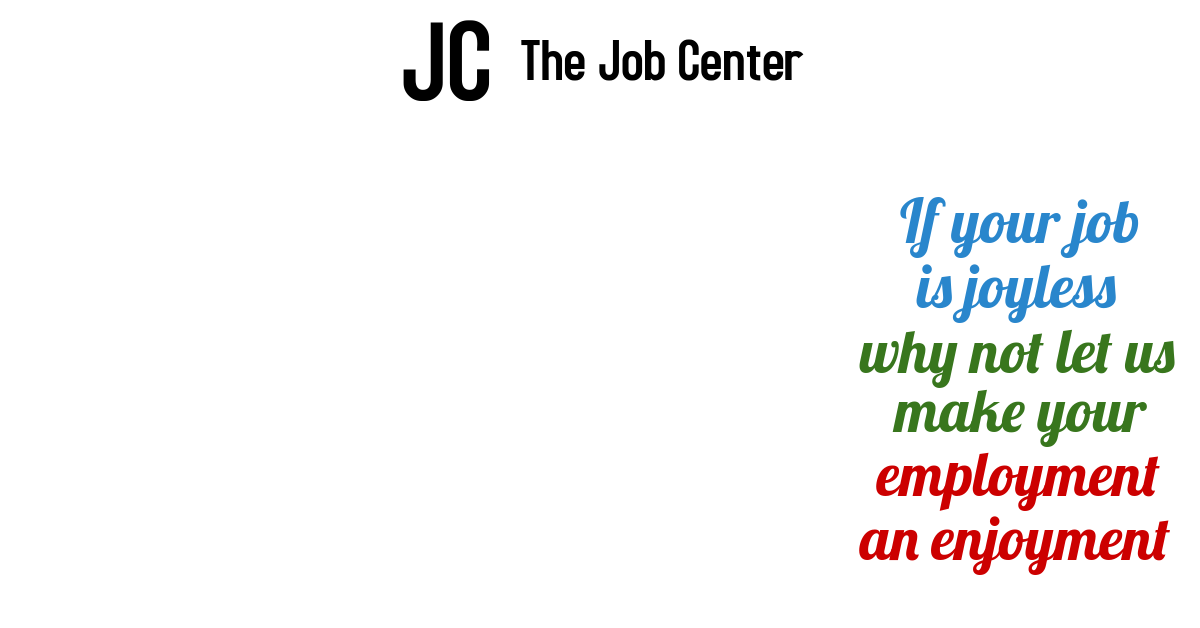 JC The Job Center
If your job
is joyless
why not let us
make your
employment
an enjoyment